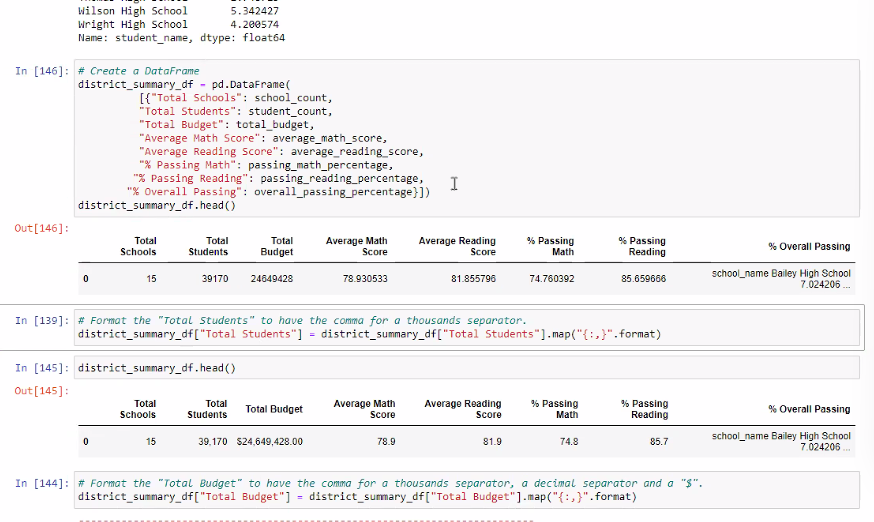 Wilson High School 5.342427
Wright High School 4.200574
Name: student_name, dtype: float64
In [146]: # Create a DataFrame
district_summary_df = pd.DataFrame(
[{"Total Schools": school_count,
"Total Students": student_count,
"Total Budget": total_budget,
"Average Math Score": average_math_score,
"Average Reading Score": average_reading_score,
"% Passing Math": passing_math_percentage,
"% Passing Reading": passing_reading_percentage,
"% Overall Passing": overall_passing_percentage}])
district_summary_df.head()
Out[146]:
Total Schools Total Students Total Budget Average Math Score Average Reading Score % Passing Math % Passing Reading % Overall Passing
0 15 39170 24649428 78.930533 81.855796 74.760392 85.659666 school_name Bailey High School 7.024206 ...
In [139]: # Format the "Total Students" to have the comma for a thousands separator.
district_summary_df["Total Students"] = district_summary_df["Total Students"].map("{:,}".format)
In [145]: district_summary_df.head()
Out[145]:
Total Schools Total Students Total Budget Average Math Score Average Reading Score % Passing Math % Passing Reading % Overall Passing
0 15 39,170 $24,649,428.00 78.9 81.9 74.8 85.7 school_name Bailey High School 7.024206 ...
In [144]: # Format the "Total Budget" to have the comma for a thousands separator, a decimal separator and a "$".
district_summary_df["Total Budget"] = district_summary_df["Total Budget"].map("{:,}".format)